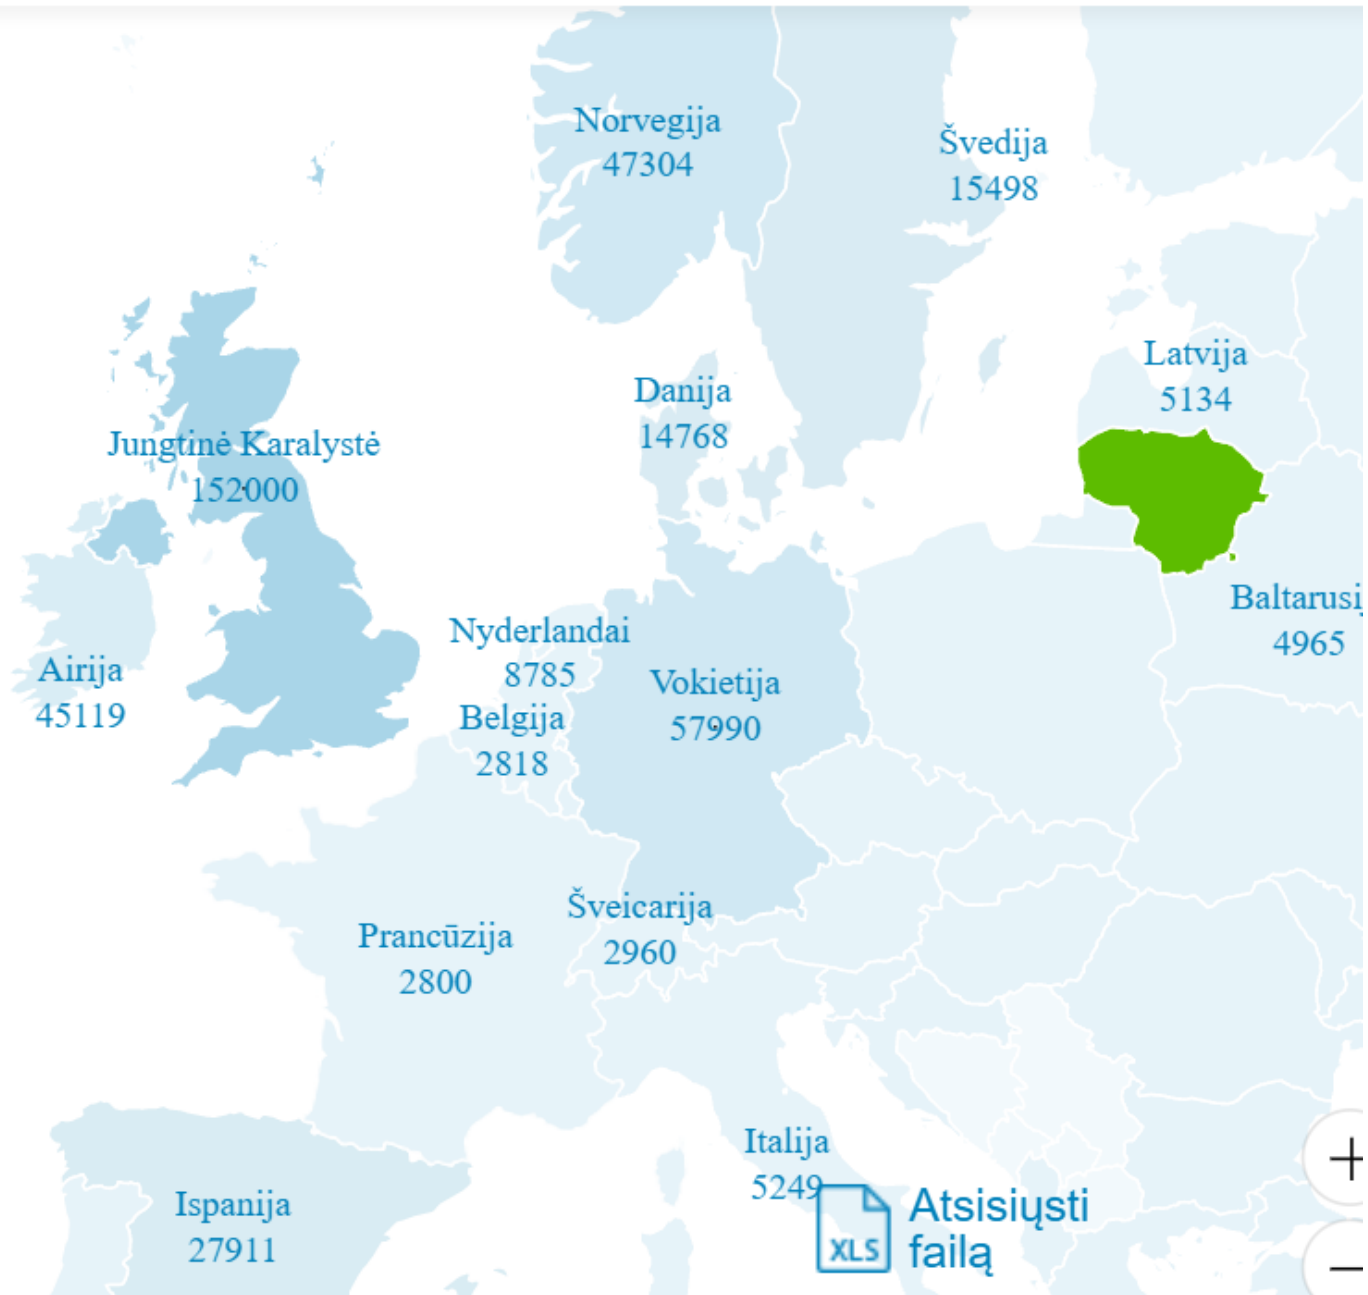 Norvegija
47304
Švedija
15498
Latvija
5134
Danija
14768
Jungtinė Karalystė
152000
Baltarusij
4965
Nyderlandai
8785
Airija
45119
Vokietija
57990
Belgija
2818
Šveicarija
2960
Prancūzija
2800
Italija
5249
Ispanija
27911
XLS
Atsisiųsti
failą
+
−